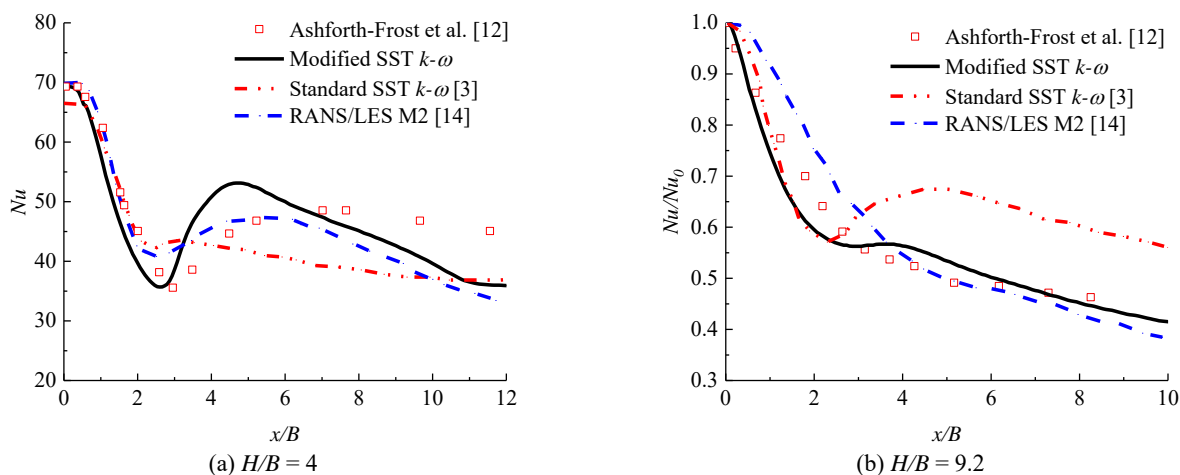 80
70
60
50
40
30
20
Nu
0
2
4
6
8
10
12
x/B
Ashforth-Frost et al. [12]
Modified SST k-ω
Standard SST k-ω [3]
RANS/LES M2 [14]
(a) H/B = 4
1.0
0.9
0.8
0.7
0.6
0.5
0.4
0.3
Nu/Nu0
0
2
4
6
8
10
x/B
Ashforth-Frost et al. [12]
Modified SST k-ω
Standard SST k-ω [3]
RANS/LES M2 [14]
(b) H/B = 9.2